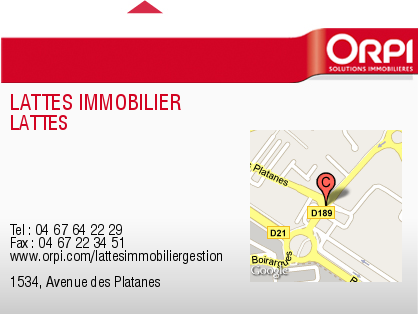 ORPI
SOLUTIONS IMMOBILIÈRES
LATTES IMMOBILIER
LATTES
Platanes
C
D189
D21
Boirargues
Google
Tel : 04 67 64 22 29
Fax : 04 67 22 34 51
www.orpi.com/lattesimmobiliergestion
1534, Avenue des Platanes